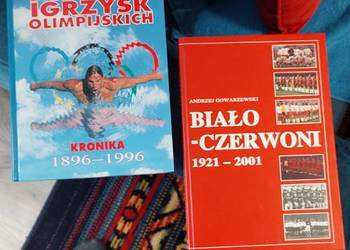 IGRZYSK
OLIMPIJSKICH
KRONIKA
1896-1996
ANDRZEJ GOWARZEWSKI
BIAŁO
-CZERWONI
1921 - 2001